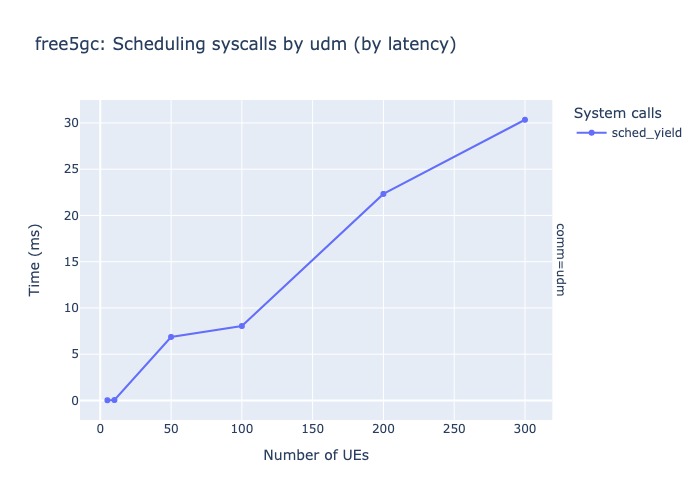 free5gc: Scheduling syscalls by udm (by latency)
System calls
sched_yield
Time (ms)
30
25
20
15
10
5
0
comm=udm
0 50 100 150 200 250 300
Number of UEs